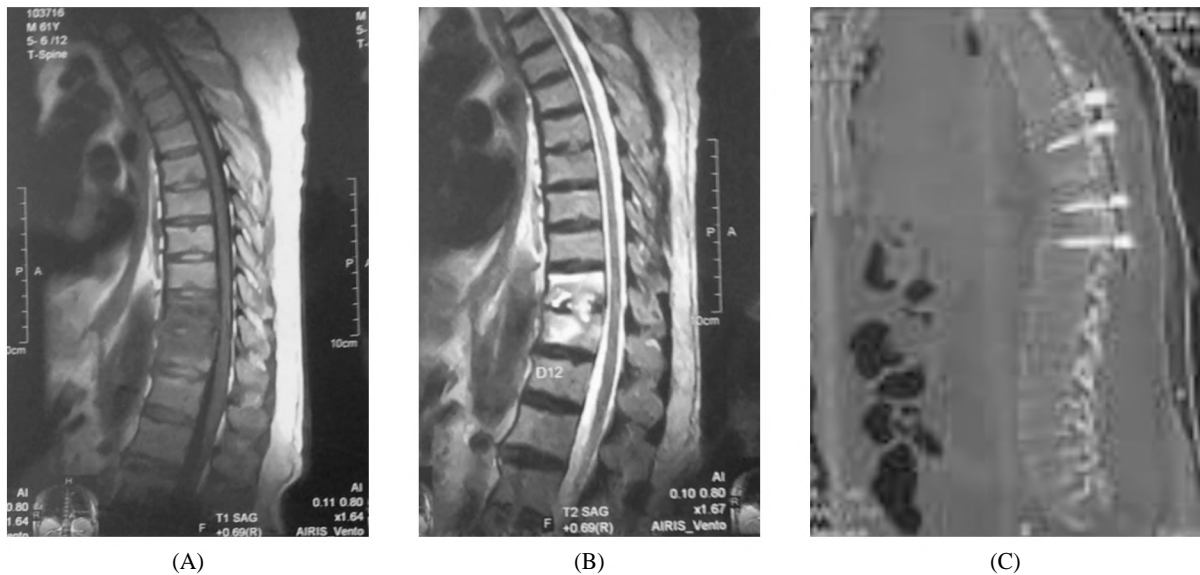 103716
M 61Y
5- 6 /12
T-Spine
M
5-
T-
P A
P A
0cm
10cm
H
R
AI
0.80
1.64
nto
F
T1 SAG
+0.69(R)
AI
0.11 0.80
x1.64
AIRIS_Vento
P A
10cm
D12
F
T2 SAG
+0.69(R)
AI
0.10 0.80
x1.67
AIRIS_Vento
(A)
(B)
(C)